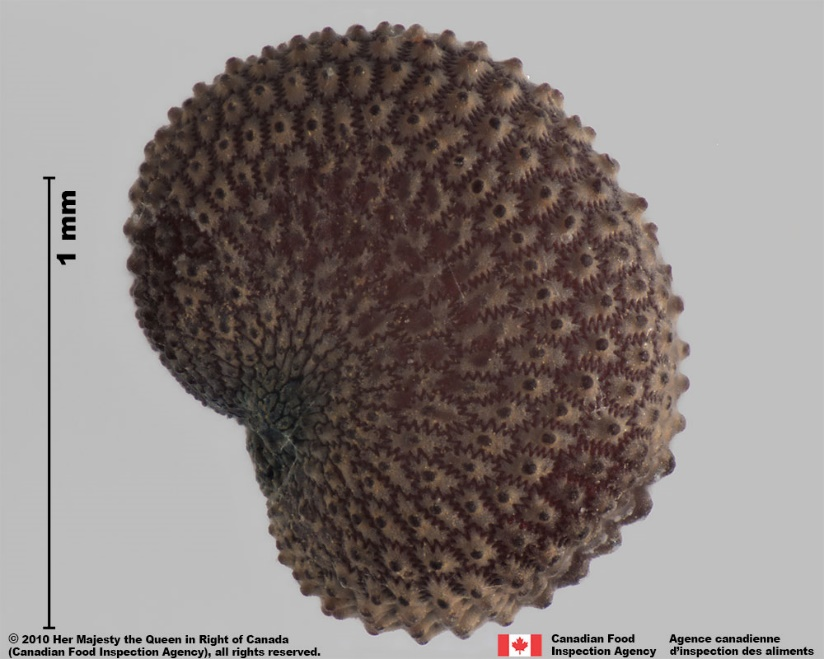 1 mm
© 2010 Her Majesty the Queen in Right of Canada
(Canadian Food Inspection Agency), all rights reserved.
Canadian Food
Inspection Agency
Agence canadienne
d'inspection des aliments